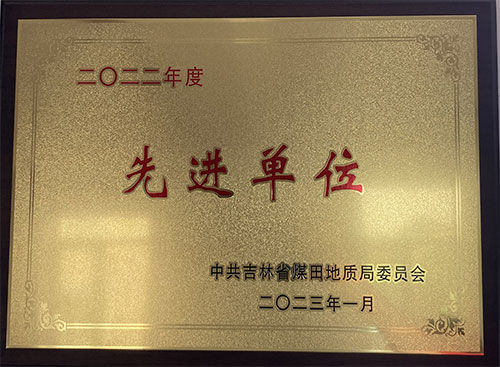 二〇二二年度
先进单位
中共吉林省煤田地质局委员会
二〇二三年一月